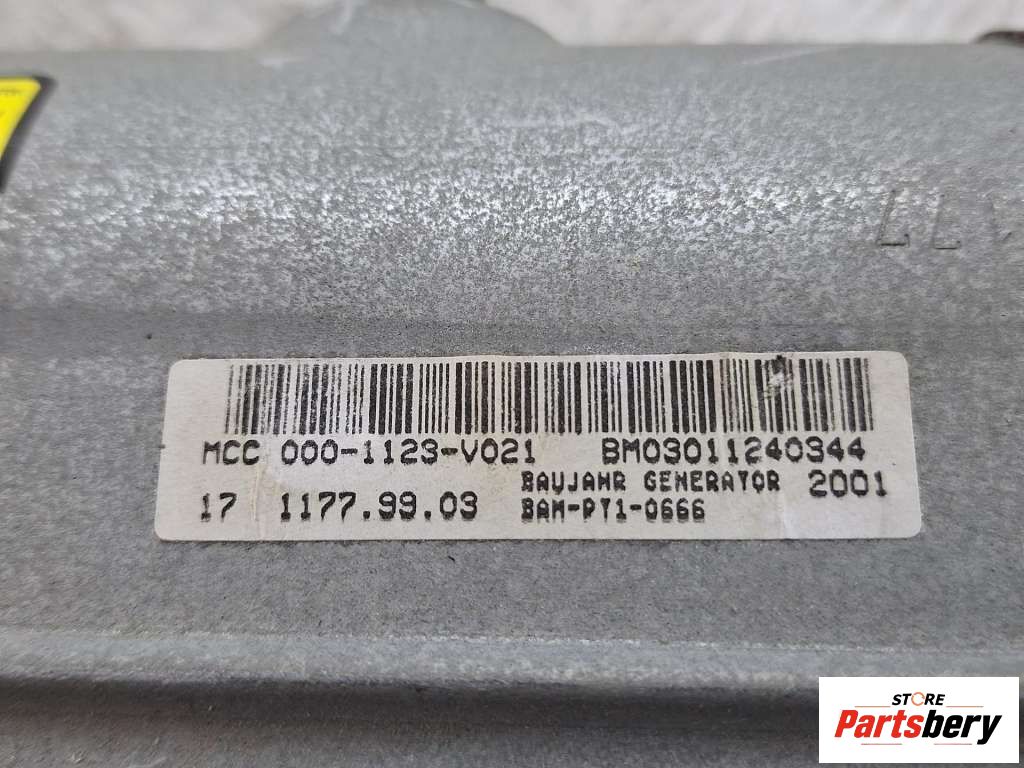 MCC 000-1123-V021 BM03011240344
BAUJAHR GENERATOR 2001
17 1177.99.03 BAM-PT1-0666
STORE
Partsbery